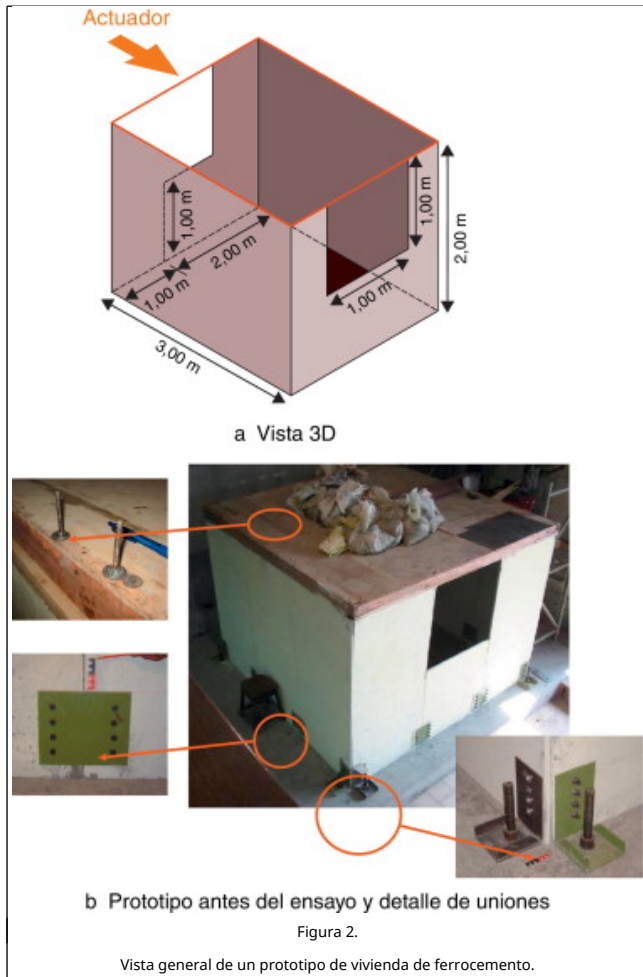 Actuador
1,00 m
1,00 m
2,00 m
1,00 m
2,00 m
1,00 m
3,00 m
a Vista 3D
b Prototipo antes del ensayo y detalle de uniones
Figura 2.
Vista general de un prototipo de vivienda de ferrocemento.